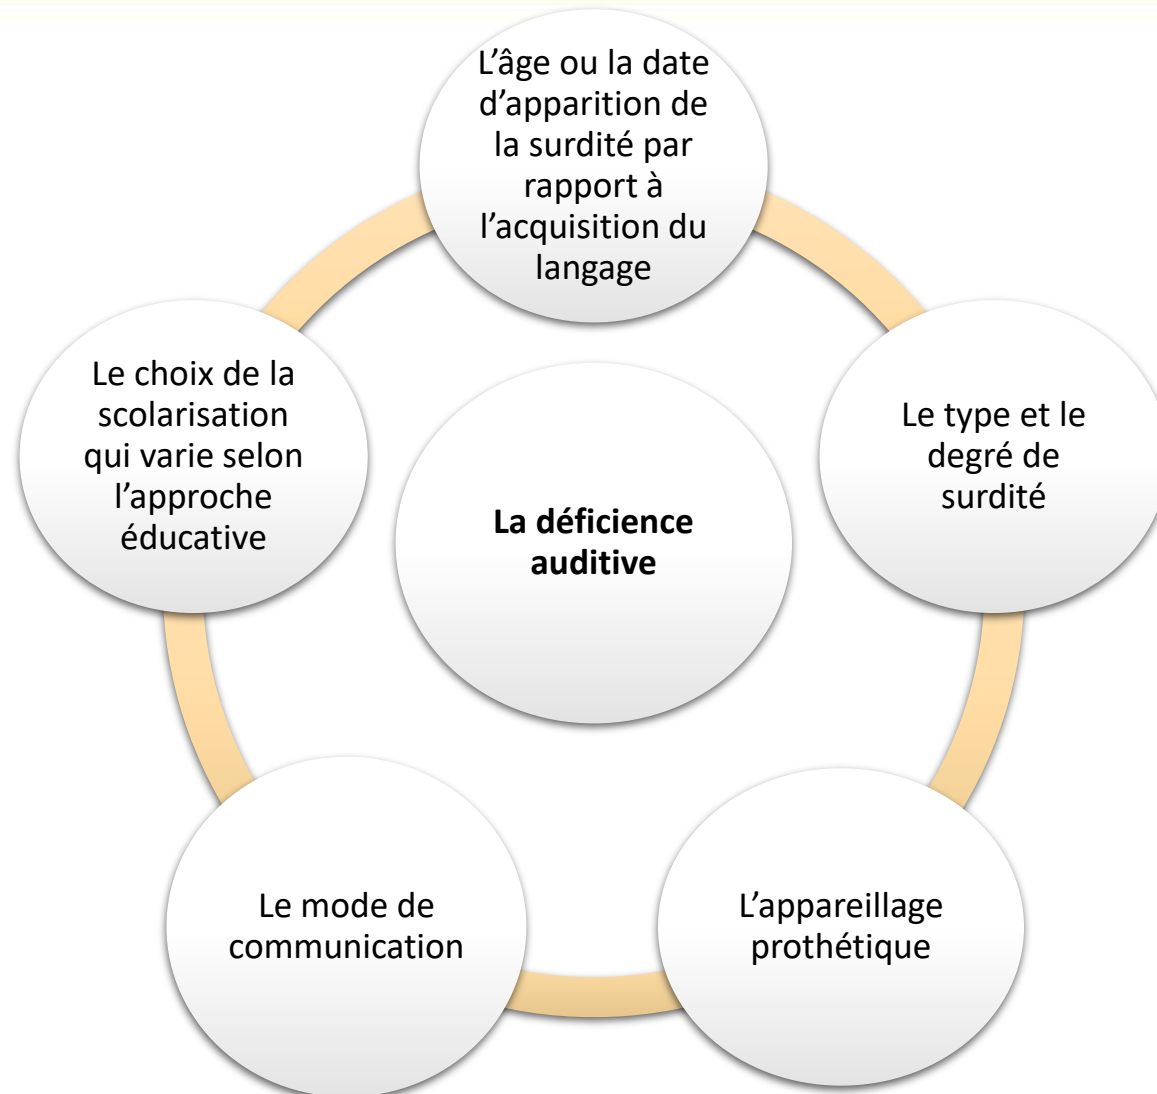 L’âge ou la date
d’apparition de
la surdité par
rapport à
l’acquisition du
langage
Le type et le
degré de
surdité
L’appareillage
prothétique
Le mode de
communication
Le choix de la
scolarisation
qui varie selon
l’approche
éducative
La déficience
auditive